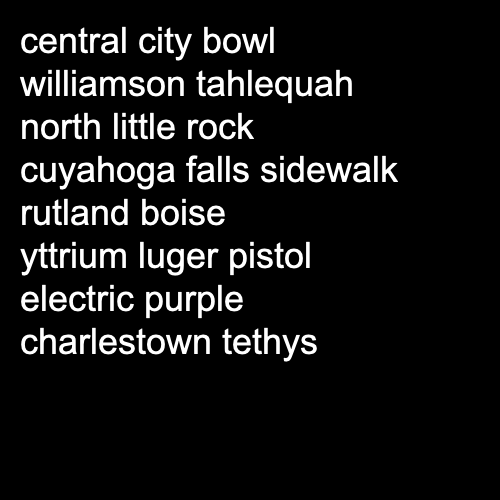 central city bowl
williamson tahlequah
north little rock
cuyahoga falls sidewalk
rutland boise
yttrium luger pistol
electric purple
charlestown tethys